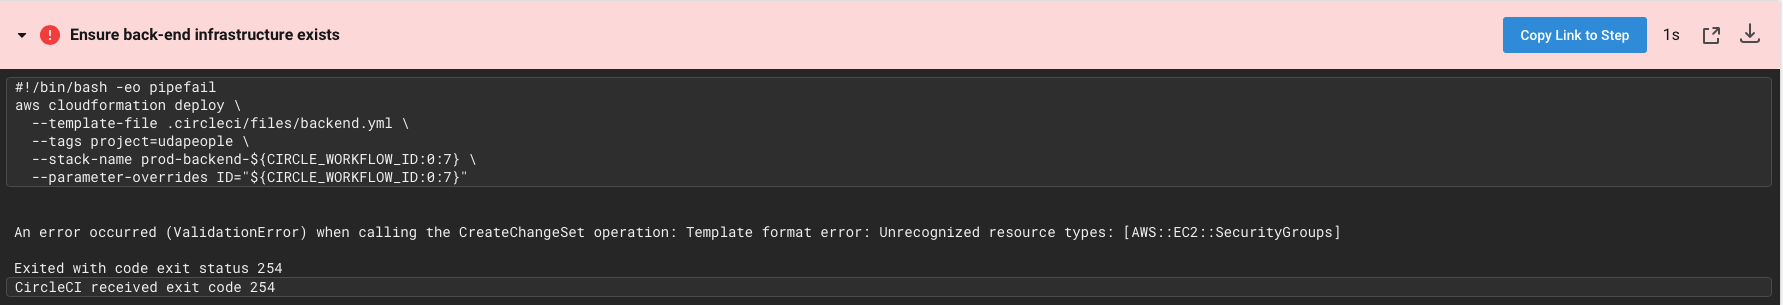 Ensure back-end infrastructure exists
Copy Link to Step
1s
#!/bin/bash -eo pipefail
aws cloudformation deploy \
  --template-file .circleci/files/backend.yml \
  --tags project=udapeople \
  --stack-name prod-backend-${CIRCLE_WORKFLOW_ID:0:7} \
  --parameter-overrides ID="${CIRCLE_WORKFLOW_ID:0:7}"
An error occurred (ValidationError) when calling the CreateChangeSet operation: Template format error: Unrecognized resource types: [AWS::EC2::SecurityGroups]
Exited with code exit status 254
CircleCI received exit code 254